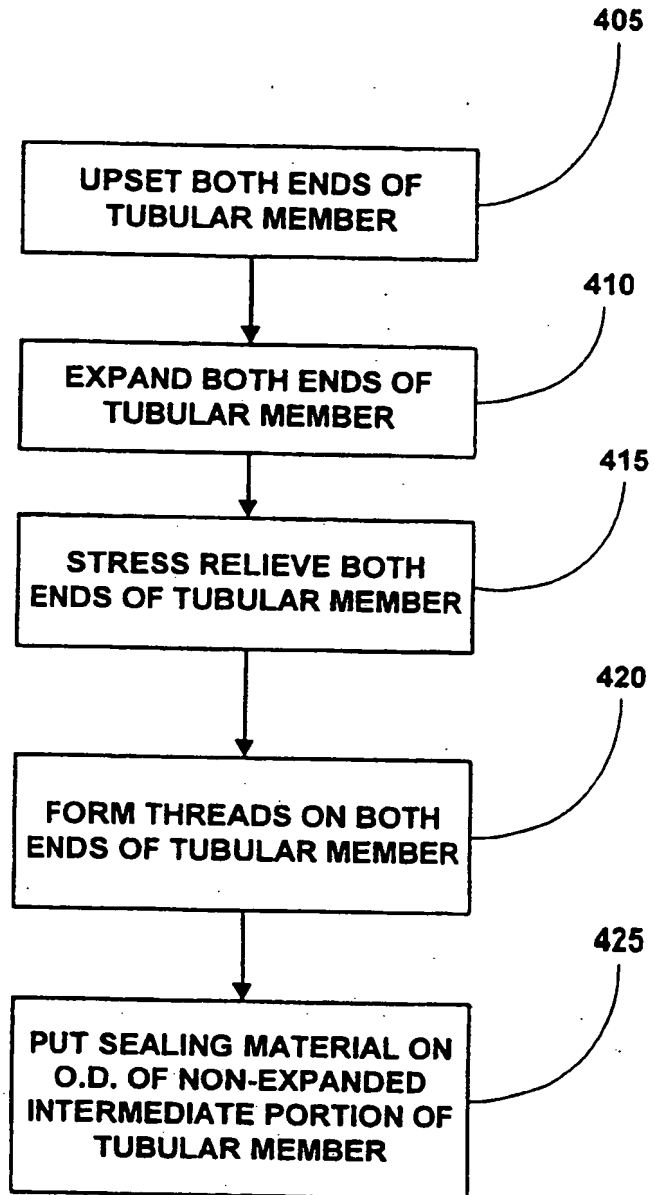 405
UPSET BOTH ENDS OF
TUBULAR MEMBER
410
EXPAND BOTH ENDS OF
TUBULAR MEMBER
415
STRESS RELIEVE BOTH
ENDS OF TUBULAR MEMBER
420
FORM THREADS ON BOTH
ENDS OF TUBULAR MEMBER
425
PUT SEALING MATERIAL ON
O.D. OF NON-EXPANDED
INTERMEDIATE PORTION OF
TUBULAR MEMBER